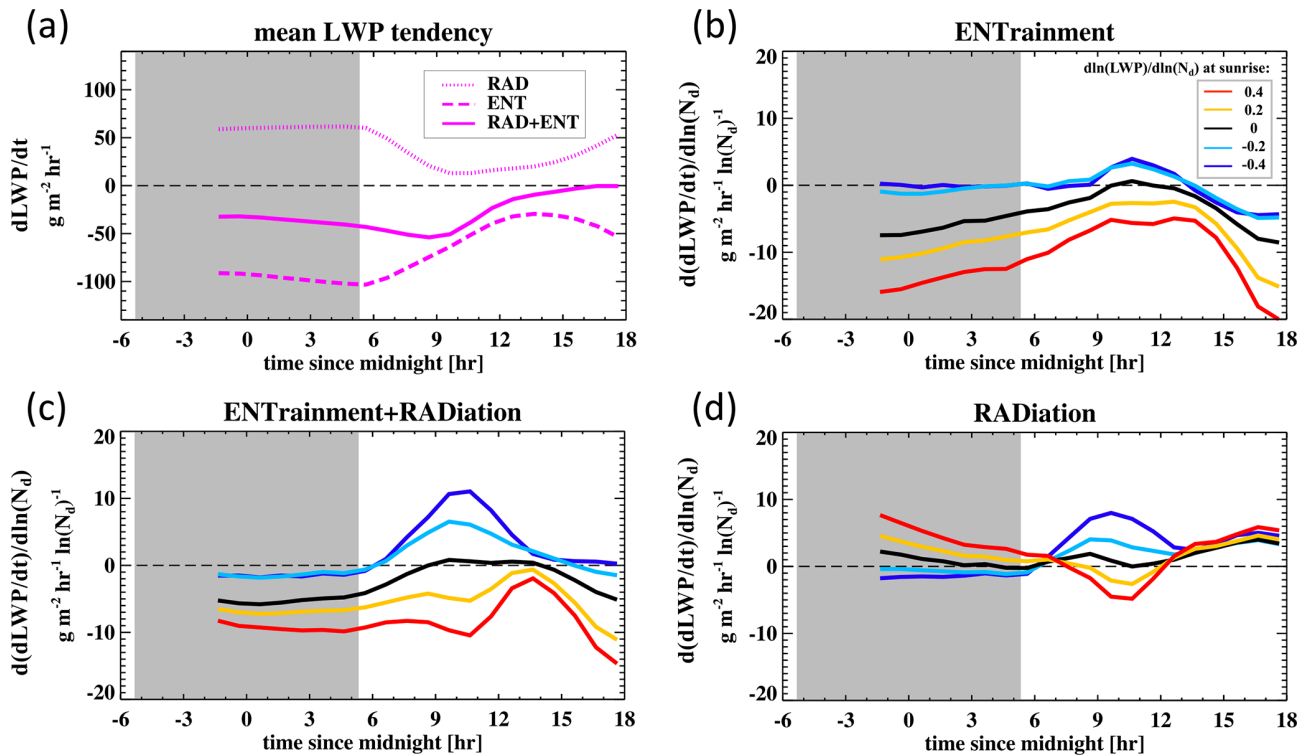 (a)
mean LWP tendency
dLWP/dt
g m⁻² hr⁻¹
100
50
0
-50
-100
RAD
ENT
RAD+ENT
-6 -3 0 3 6 9 12 15 18
time since midnight [hr]
(b)
ENTrainment
d(dLWP/dt)/dln(N_d)
g m⁻² hr⁻¹ ln(N_d)⁻¹
20
10
0
-10
-20
dln(LWP)/dln(N_d) at sunrise:
0.4
0.2
0
-0.2
-0.4
-6 -3 0 3 6 9 12 15 18
time since midnight [hr]
(c)
ENTrainment+RADiation
d(dLWP/dt)/dln(N_d)
g m⁻² hr⁻¹ ln(N_d)⁻¹
20
10
0
-10
-20
-6 -3 0 3 6 9 12 15 18
time since midnight [hr]
(d)
RADiation
d(dLWP/dt)/dln(N_d)
g m⁻² hr⁻¹ ln(N_d)⁻¹
20
10
0
-10
-20
-6 -3 0 3 6 9 12 15 18
time since midnight [hr]